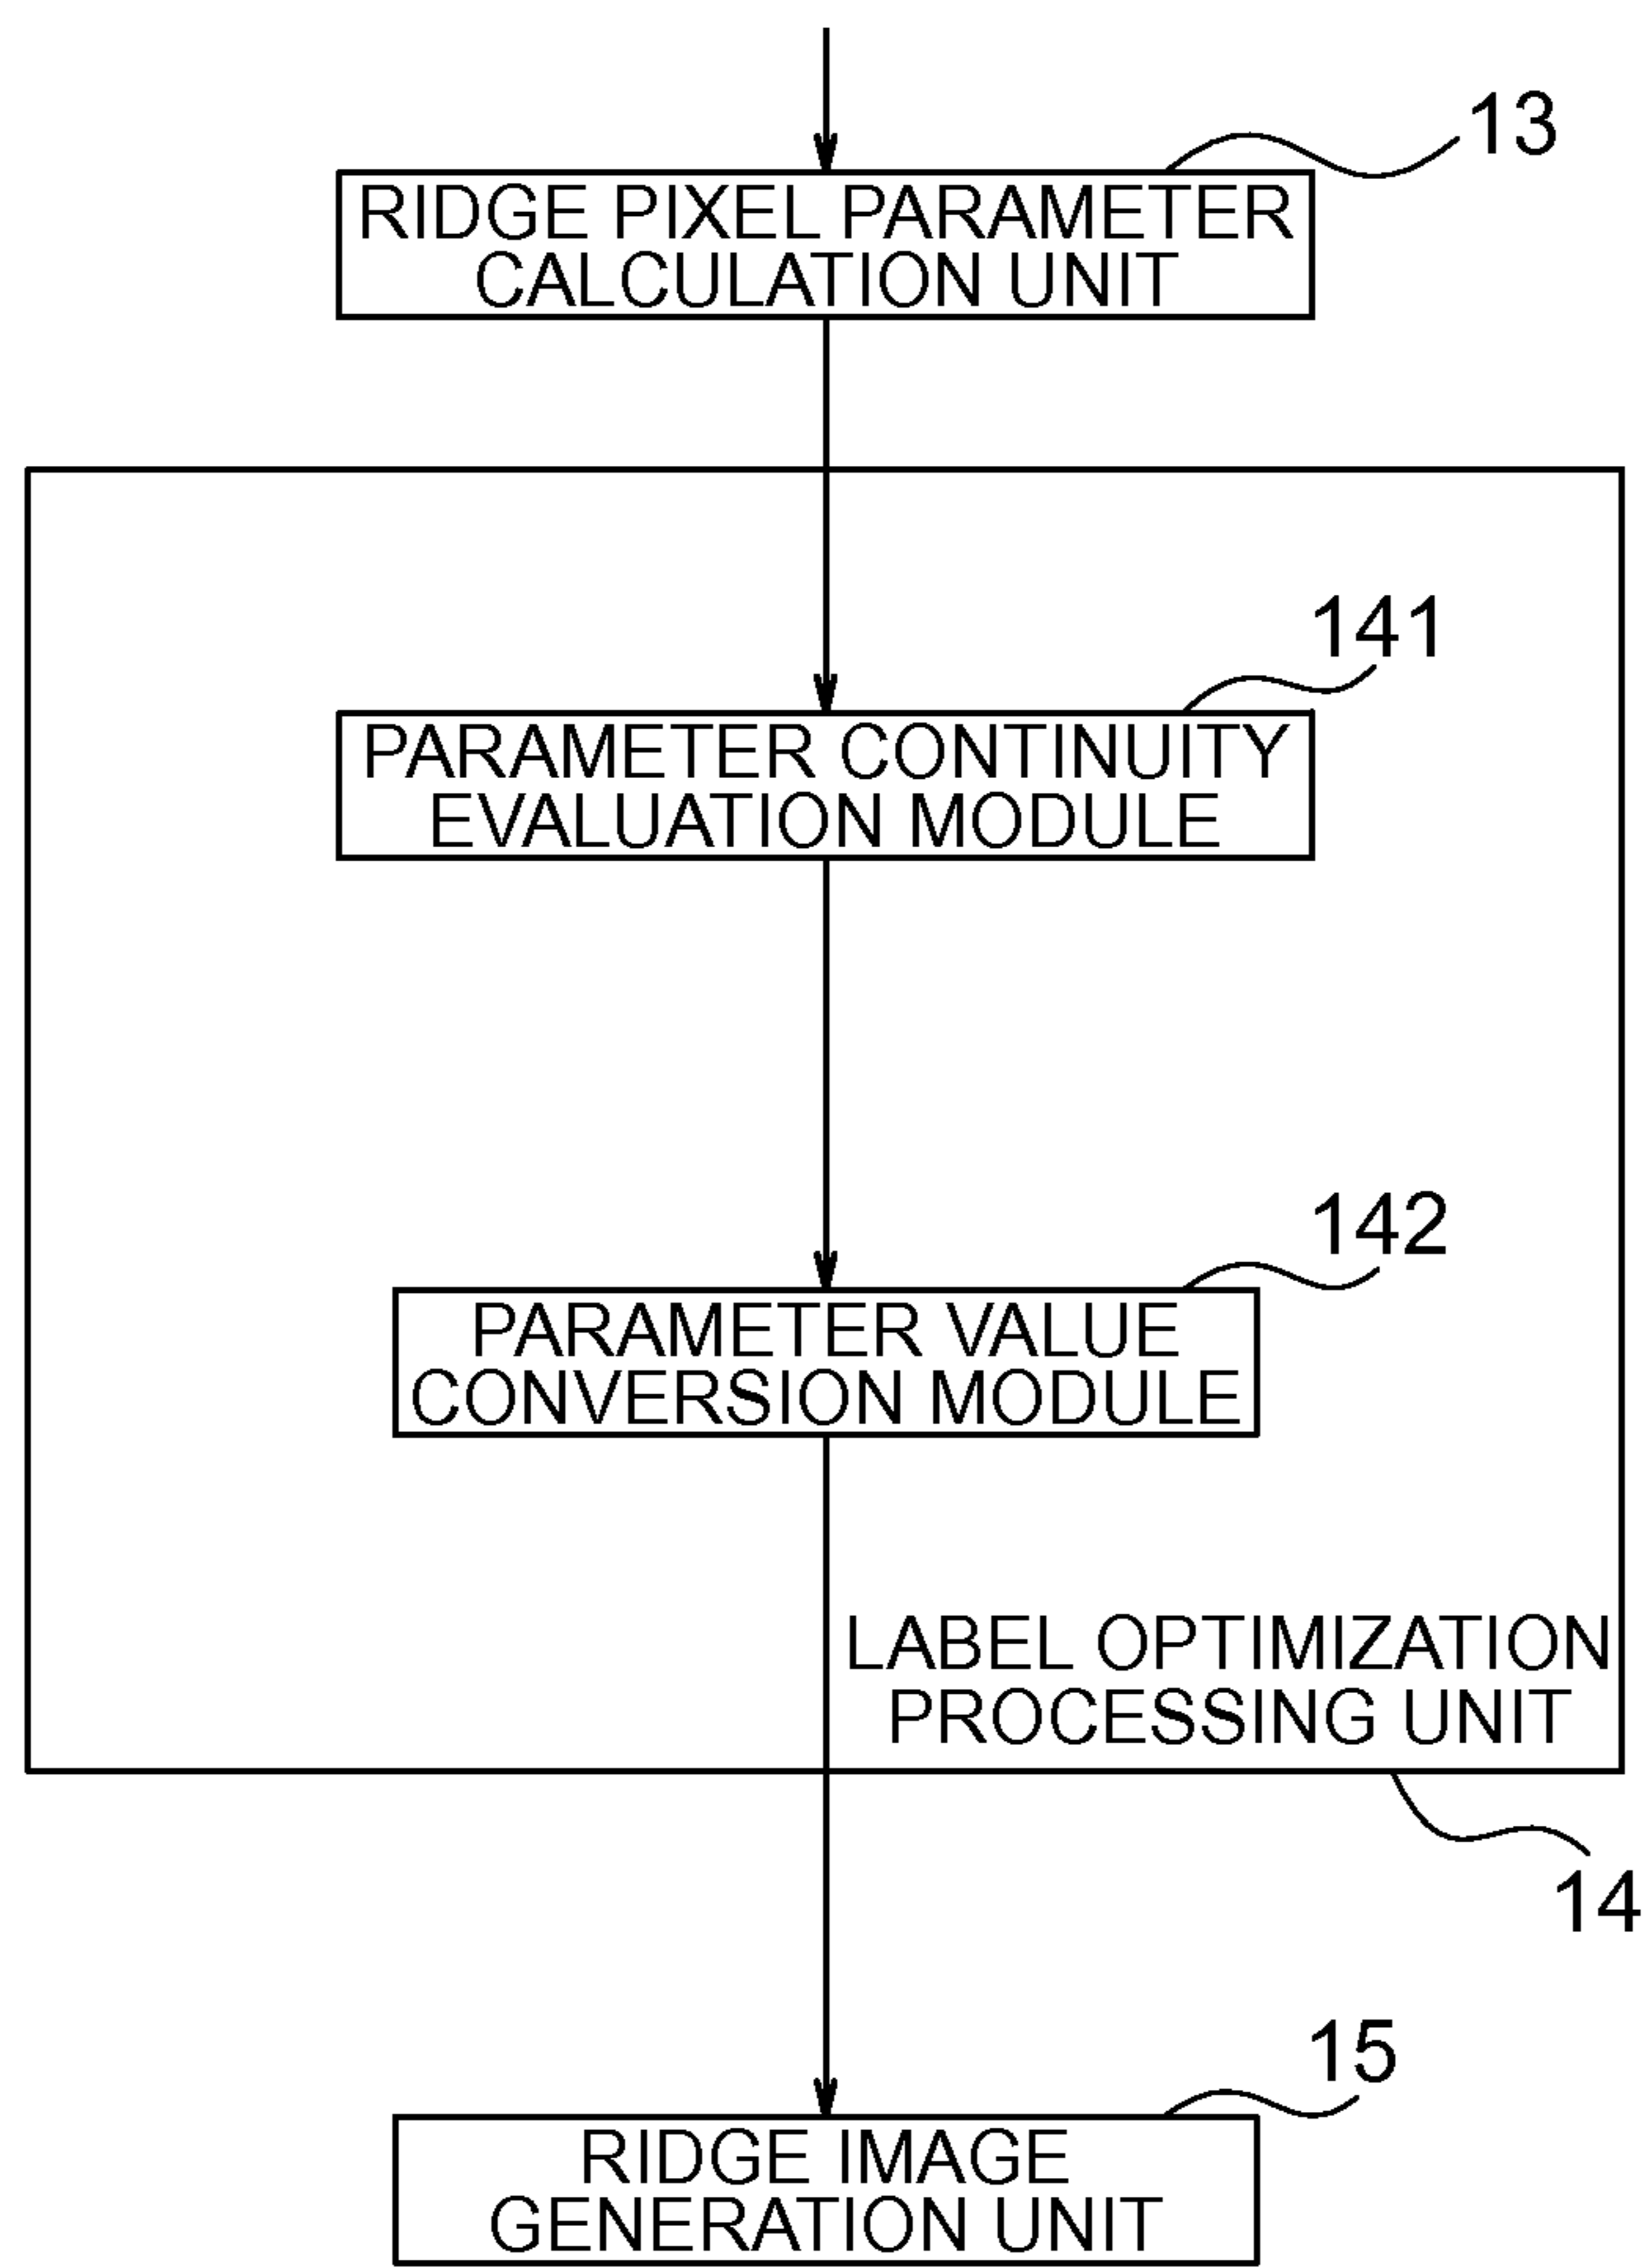 13
RIDGE PIXEL PARAMETER
CALCULATION UNIT
141
PARAMETER CONTINUITY
EVALUATION MODULE
142
PARAMETER VALUE
CONVERSION MODULE
LABEL OPTIMIZATION
PROCESSING UNIT
14
15
RIDGE IMAGE
GENERATION UNIT